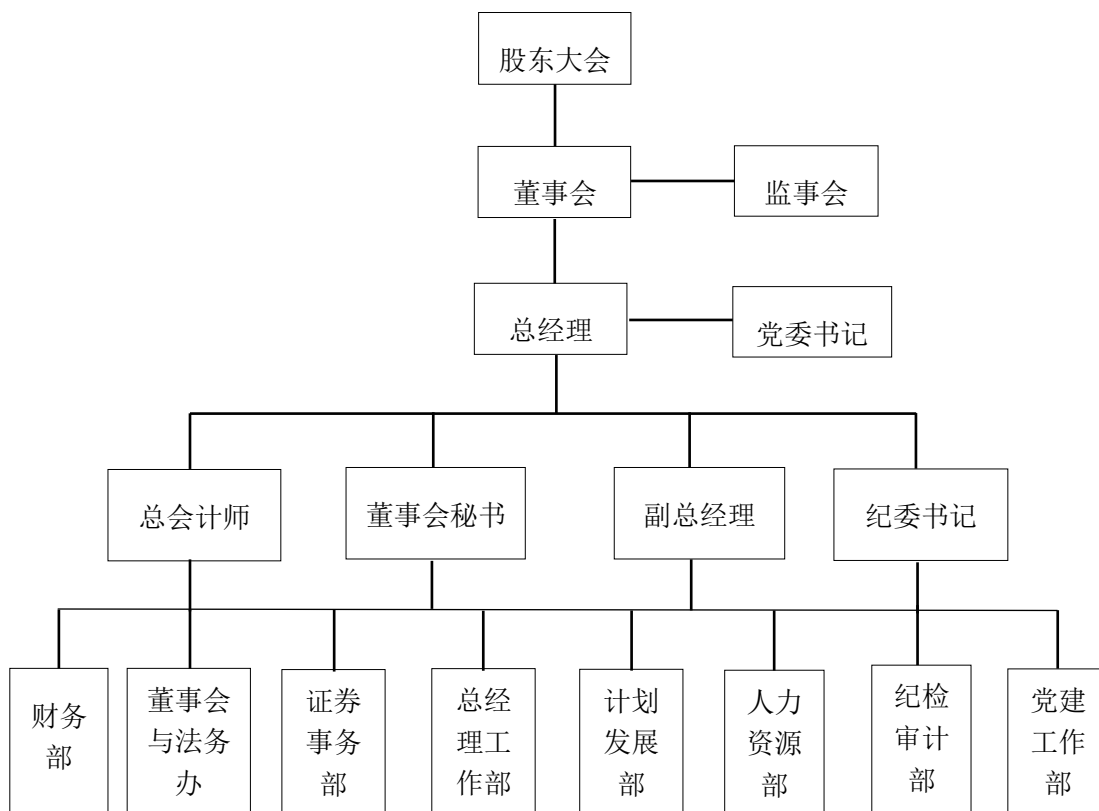 股东大会
董事会
监事会
总经理
党委书记
总会计师
董事会秘书
副总经理
纪委书记
财务
部
董事会
与法务
办
证券
事务
部
总经
理工
作部
计划
发展
部
人力
资源
部
纪检
审计
部
党建
工作
部